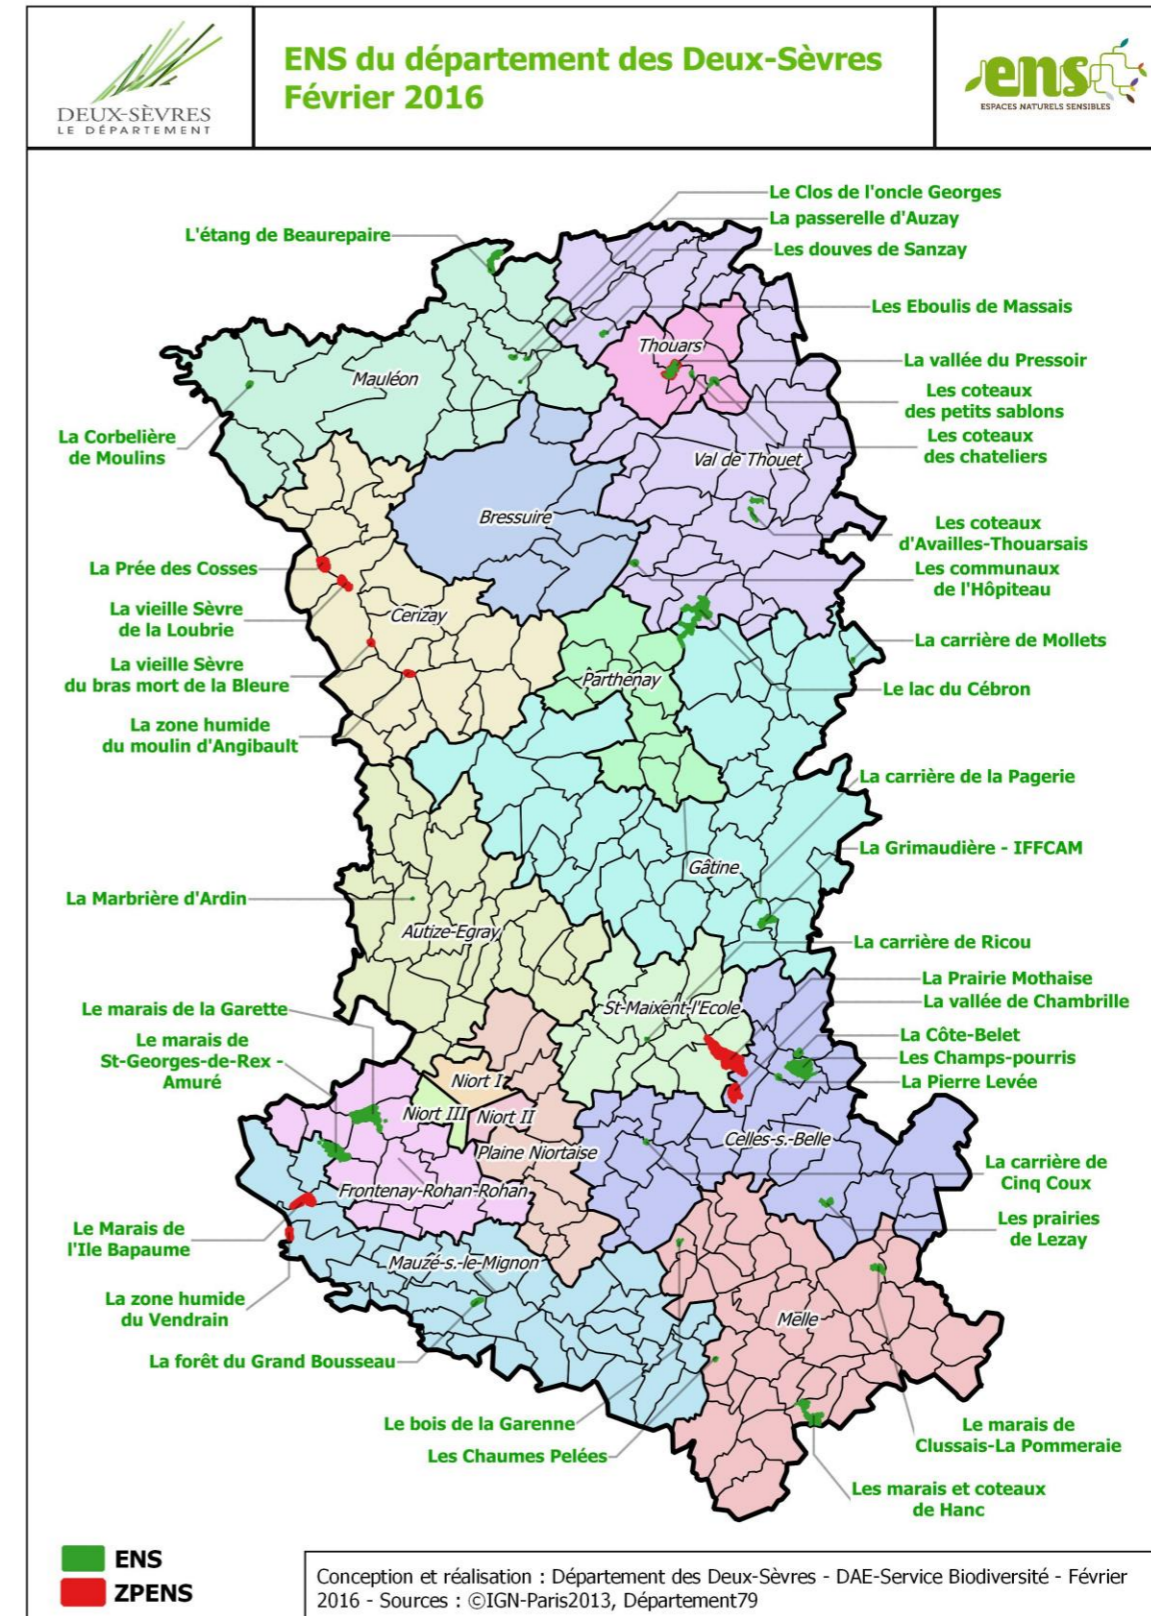 DEUX-SÈVRES
LE DÉPARTEMENT
ENS du département des Deux-Sèvres
Février 2016
ens
ESPACES NATURELS SENSIBLES
Le Clos de l'oncle Georges
La passerelle d'Auzay
L'étang de Beaurepaire
Les douves de Sanzay
Les Eboulis de Massais
Thouars
La vallée du Pressoir
Mauléon
Les coteaux
des petits sablons
La Corbelière
de Moulins
Les coteaux
des chateliers
Val de Thouet
Bressuire
Les coteaux
d'Availles-Thouarsais
La Prée des Cosses
Les communaux
de l'Hôpiteau
La vieille Sèvre
de la Loubrie
Cerizay
La carrière de Mollets
La vieille Sèvre
du bras mort de la Bleure
Parthenay
Le lac du Cébron
La zone humide
du moulin d'Angibault
La carrière de la Pagerie
La Grimaudière - IFFCAM
Gâtine
La Marbrière d'Ardin
Autize-Egray
La carrière de Ricou
La Prairie Mothaise
La vallée de Chambrille
St-Maixent-l'Ecole
Le marais de la Garette
La Côte-Belet
Le marais de
St-Georges-de-Rex -
Amuré
Les Champs-pourris
La Pierre Levée
Niort I
Niort III
Niort II
Celles-s.-Belle
Plaine Niortaise
La carrière de
Cinq Coux
Frontenay-Rohan-Rohan
Les prairies
de Lezay
Le Marais de
l'Ile Bapaume
Mauzé-s.-le-Mignon
La zone humide
du Vendrain
Melle
La forêt du Grand Bousseau
Le bois de la Garenne
Le marais de
Clussais-La Pommeraie
Les Chaumes Pelées
Les marais et coteaux
de Hanc
ENS
ZPENS
Conception et réalisation : Département des Deux-Sèvres - DAE-Service Biodiversité - Février
2016 - Sources : ©IGN-Paris2013, Département79